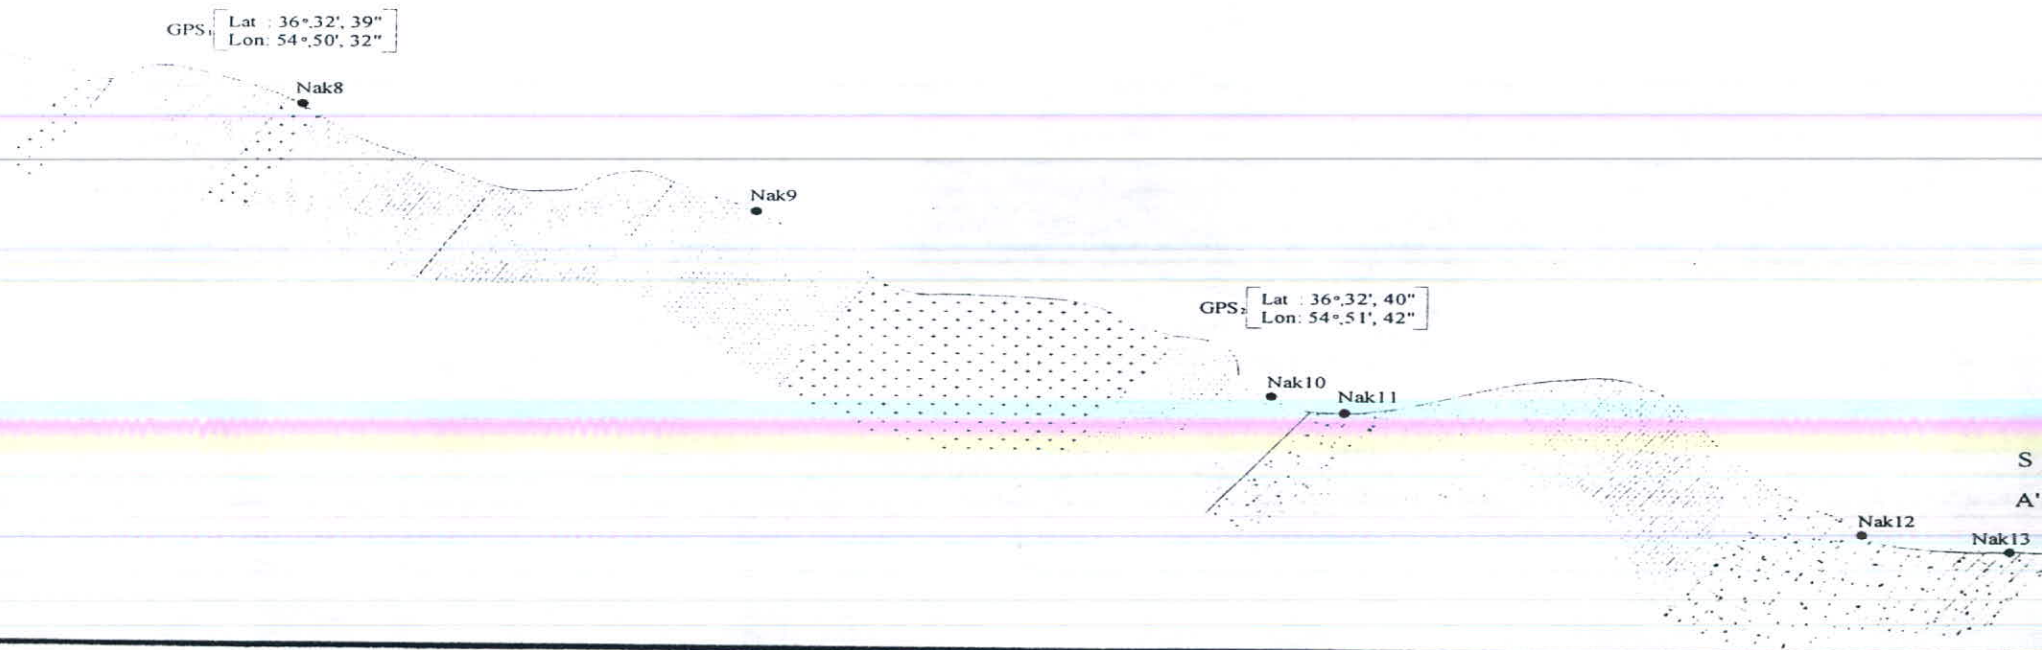 GPS₁ Lat : 36°,32', 39"
Lon: 54°,50', 32"
Nak8
Nak9
GPS₂ Lat : 36°,32', 40"
Lon: 54°,51', 42"
Nak10
Nak11
S
A'
Nak12
Nak13